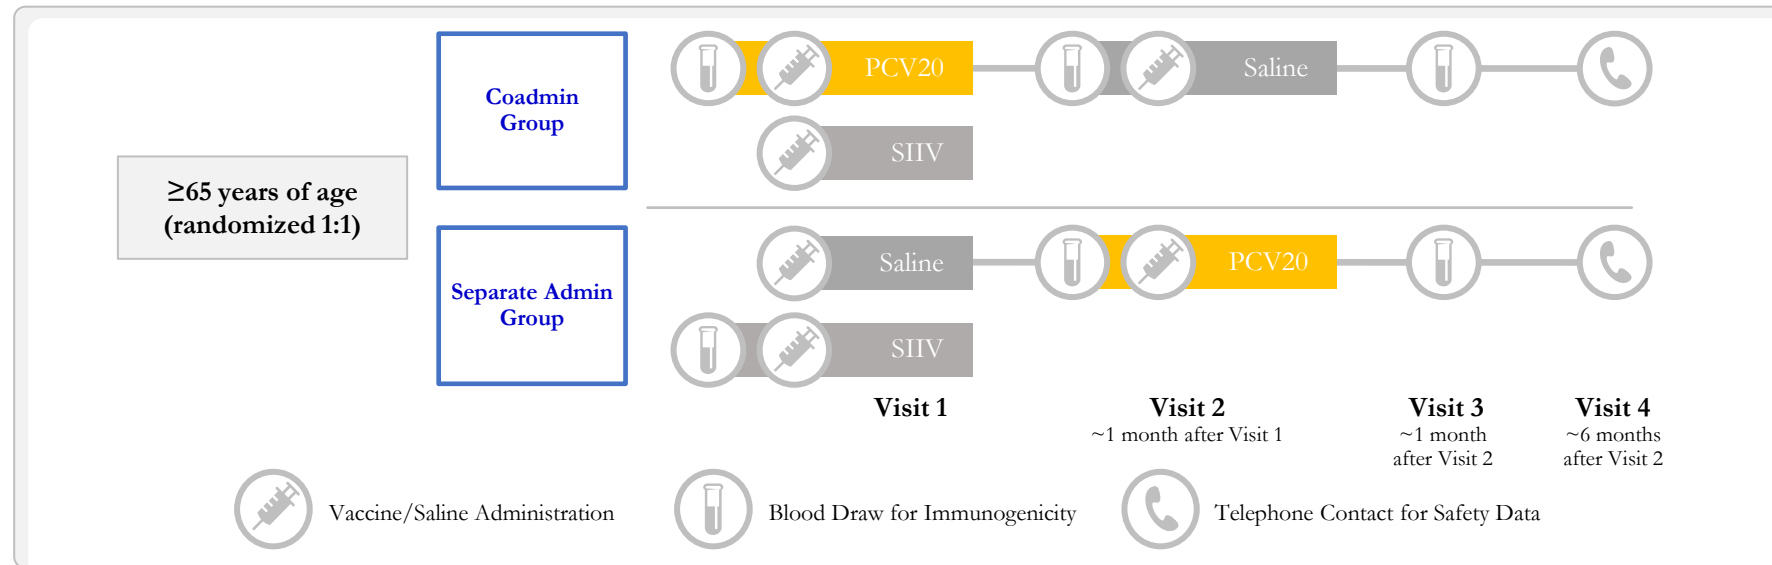 Coadmin
Group
PCV20
Saline
SIIV
≥65 years of age
(randomized 1:1)
Separate Admin
Group
Saline
PCV20
SIIV
Visit 1
Visit 2
~1 month after Visit 1
Visit 3
~1 month
after Visit 2
Visit 4
~6 months
after Visit 2
Vaccine/Saline Administration
Blood Draw for Immunogenicity
Telephone Contact for Safety Data